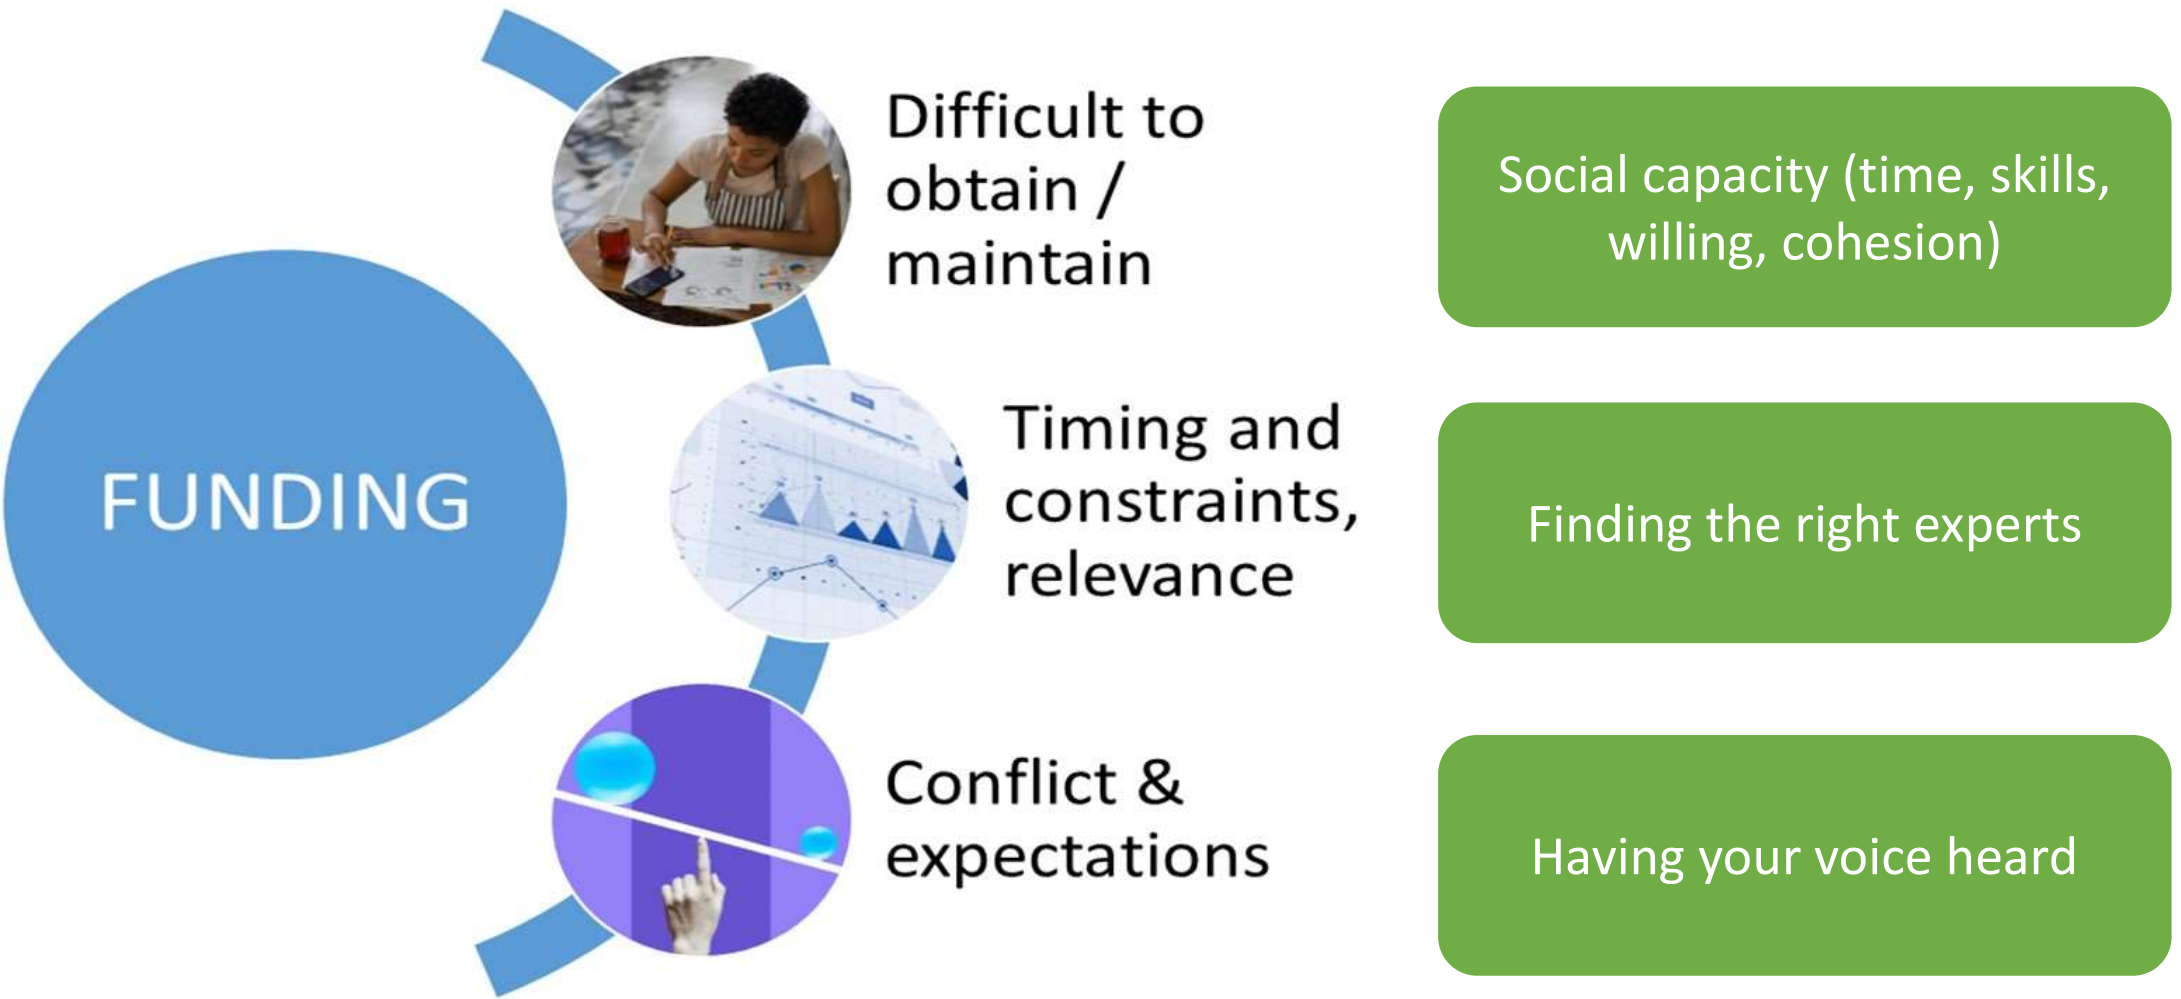 FUNDING
Difficult to
obtain /
maintain
Timing and
constraints,
relevance
Conflict &
expectations
Social capacity (time, skills,
willing, cohesion)
Finding the right experts
Having your voice heard